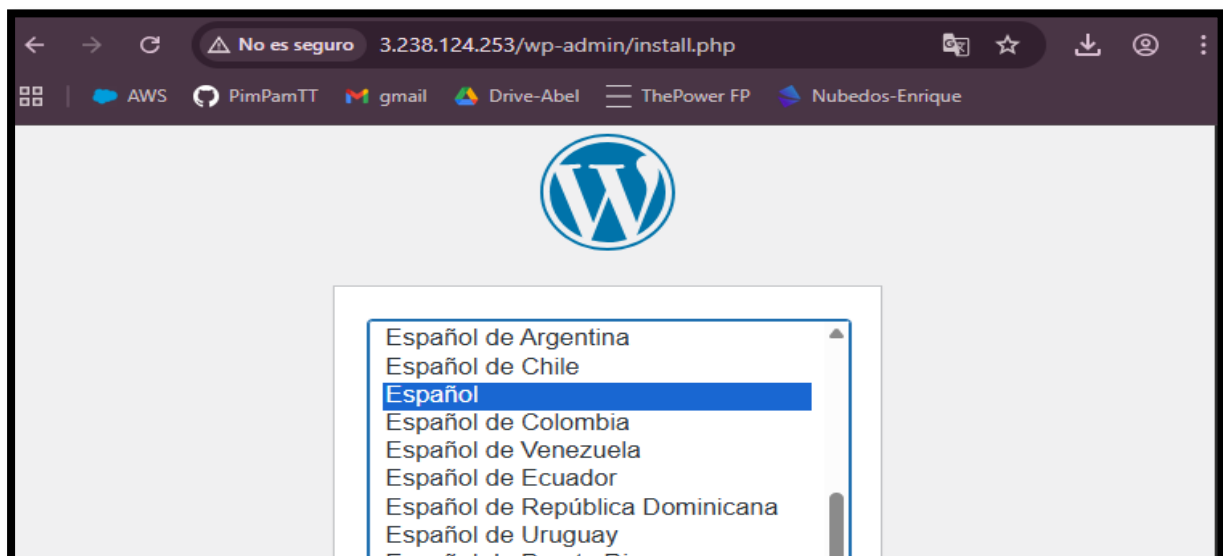 No es seguro 3.238.124.253/wp-admin/install.php
AWS PimPamTT gmail Drive-Abel ThePower FP Nubedos-Enrique
Español de Argentina
Español de Chile
Español
Español de Colombia
Español de Venezuela
Español de Ecuador
Español de República Dominicana
Español de Uruguay